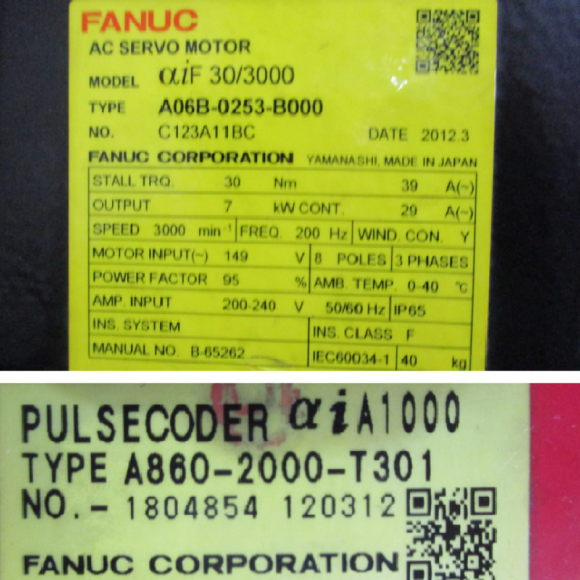 FANUC
AC SERVO MOTOR
MODEL αiF 30/3000
TYPE A06B-0253-B000
NO. C123A11BC DATE 2012.3
FANUC CORPORATION YAMANASHI, MADE IN JAPAN
STALL TRQ. 30 Nm 39 A(~)
OUTPUT 7 kW CONT. 29 A(~)
SPEED 3000 min⁻¹ FREQ. 200 Hz WIND. CON. Y
MOTOR INPUT(~) 149 V 8 POLES 3 PHASES
POWER FACTOR 95 % AMB. TEMP. 0-40 °C
AMP. INPUT 200-240 V 50/60 Hz IP65
INS. SYSTEM INS. CLASS F
MANUAL NO. B-65262 IEC60034-1 40 kg
PULSECODER αiA1000
TYPE A860-2000-T301
NO.- 1804854 120312
FANUC CORPORATION